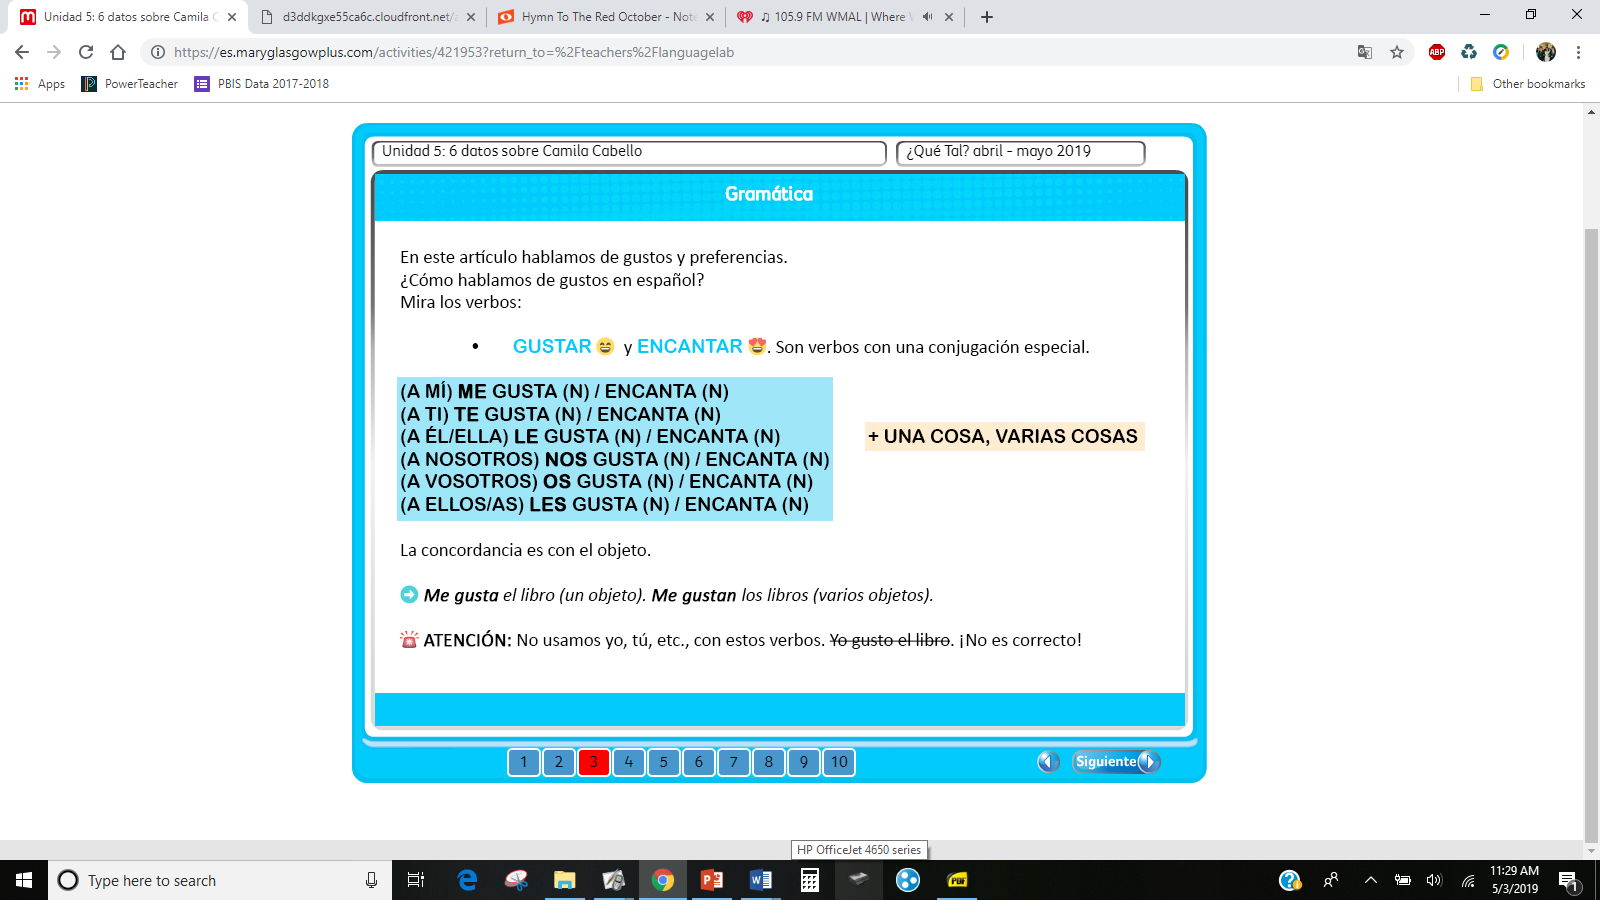 Unidad 5: 6 datos sobre Camila C
d3ddkgxe55ca6c.cloudfront.net/
Hymn To The Red October - Not
♫ 105.9 FM WMAL | Where
https://es.maryglasgowplus.com/activities/421953?return_to=%2Fteachers%2Flanguagelab
ABP
Apps
PowerTeacher
PBIS Data 2017-2018
Other bookmarks
Unidad 5: 6 datos sobre Camila Cabello
¿Qué Tal? abril - mayo 2019
Gramática
En este artículo hablamos de gustos y preferencias.
¿Cómo hablamos de gustos en español?
Mira los verbos:
• GUSTAR 😄 y ENCANTAR 😍. Son verbos con una conjugación especial.
(A MÍ) ME GUSTA (N) / ENCANTA (N)
(A TI) TE GUSTA (N) / ENCANTA (N)
(A ÉL/ELLA) LE GUSTA (N) / ENCANTA (N)
(A NOSOTROS) NOS GUSTA (N) / ENCANTA (N)
(A VOSOTROS) OS GUSTA (N) / ENCANTA (N)
(A ELLOS/AS) LES GUSTA (N) / ENCANTA (N)
+ UNA COSA, VARIAS COSAS
La concordancia es con el objeto.
Me gusta el libro (un objeto). Me gustan los libros (varios objetos).
ATENCIÓN: No usamos yo, tú, etc., con estos verbos. Yo gusto el libro. ¡No es correcto!
1 2 3 4 5 6 7 8 9 10
Siguiente
HP OfficeJet 4650 series
Type here to search
PDF
11:29 AM
5/3/2019
1